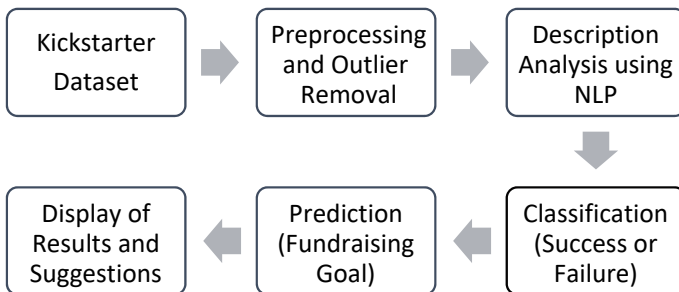 Kickstarter
Dataset
Preprocessing
and Outlier
Removal
Description
Analysis using
NLP
Classification
(Success or
Failure)
Prediction
(Fundraising
Goal)
Display of
Results and
Suggestions